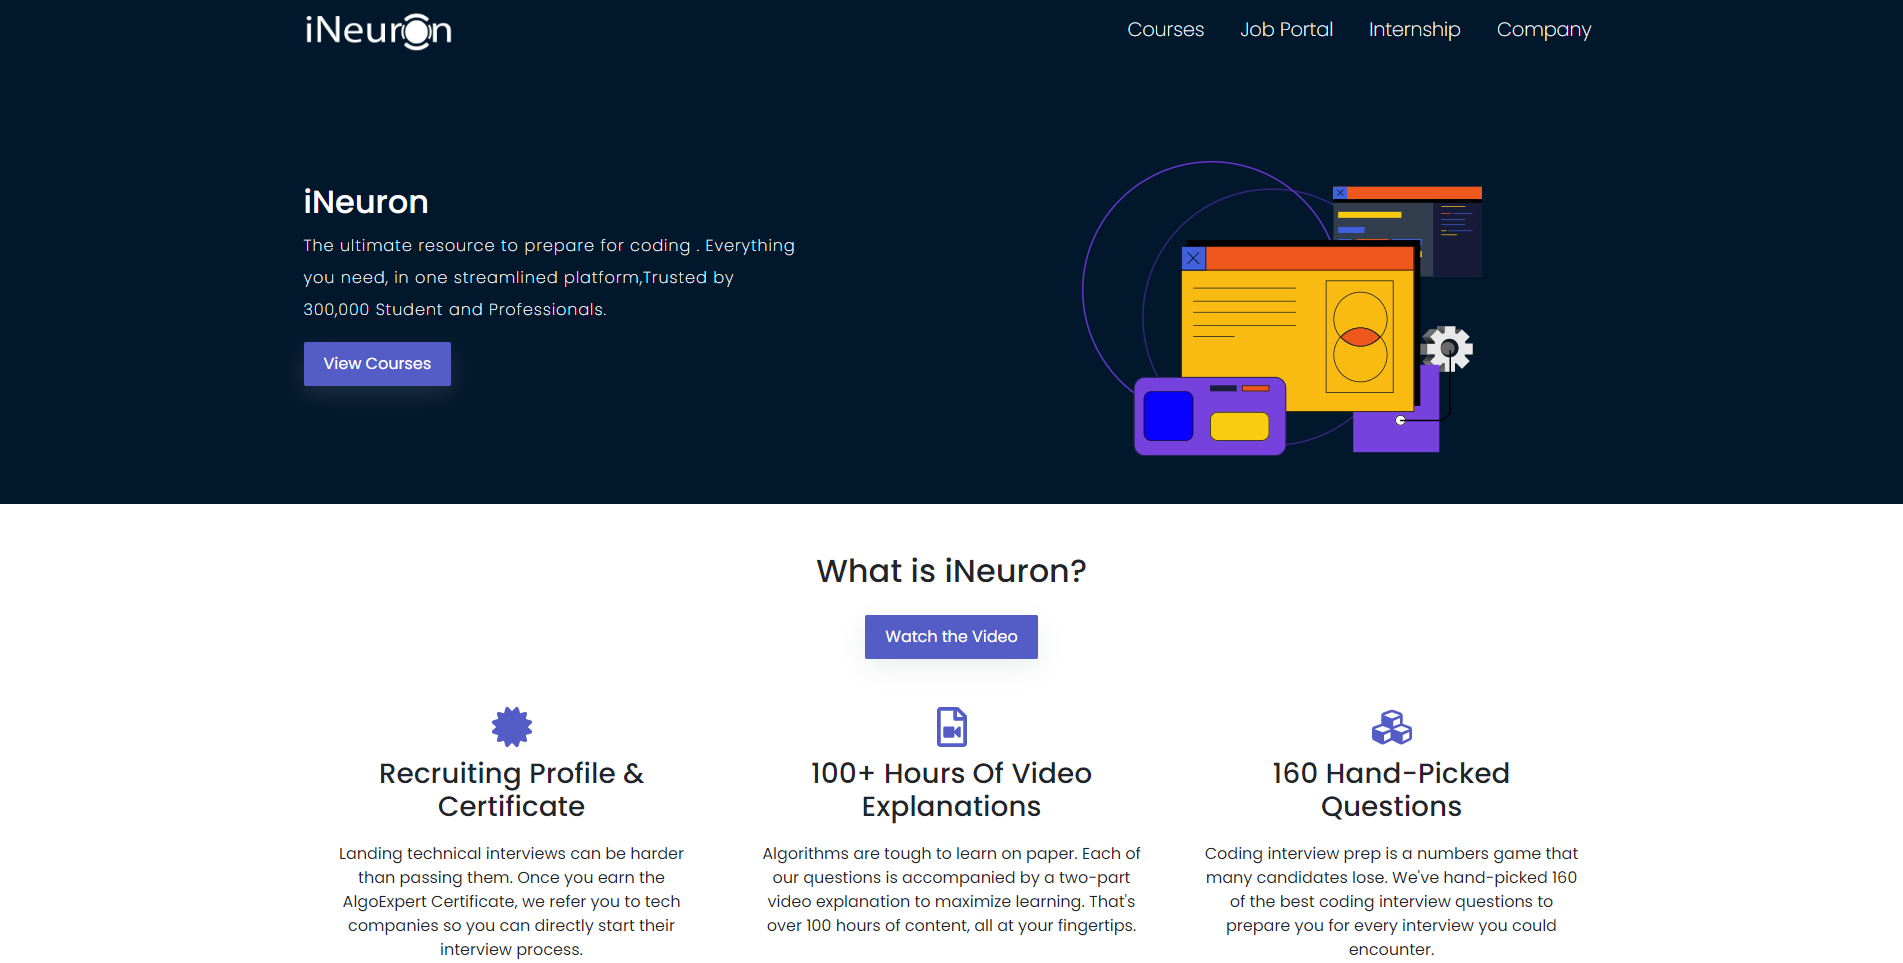 iNeuron
Courses
Job Portal
Internship
Company
iNeuron
The ultimate resource to prepare for coding . Everything
you need, in one streamlined platform,Trusted by
300,000 Student and Professionals.
View Courses
What is iNeuron?
Watch the Video
Recruiting Profile &
Certificate
Landing technical interviews can be harder
than passing them. Once you earn the
AlgoExpert Certificate, we refer you to tech
companies so you can directly start their
interview process.
100+ Hours Of Video
Explanations
Algorithms are tough to learn on paper. Each of
our questions is accompanied by a two-part
video explanation to maximize learning. That's
over 100 hours of content, all at your fingertips.
160 Hand-Picked
Questions
Coding interview prep is a numbers game that
many candidates lose. We've hand-picked 160
of the best coding interview questions to
prepare you for every interview you could
encounter.